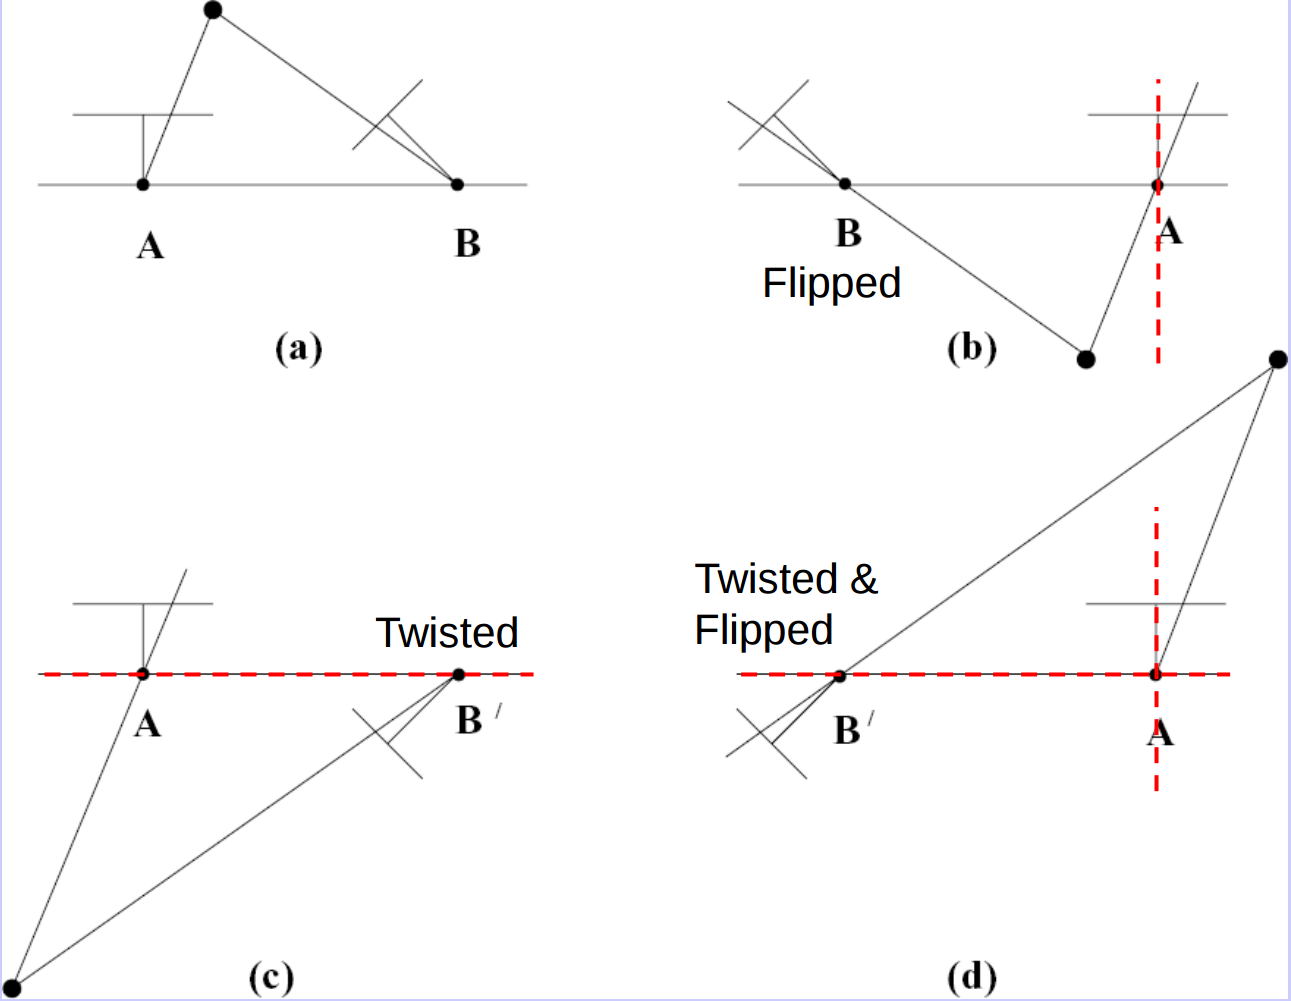 A
B
(a)
B
A
Flipped
(b)
Twisted
A
B /
(c)
Twisted &
Flipped
B /
A
(d)